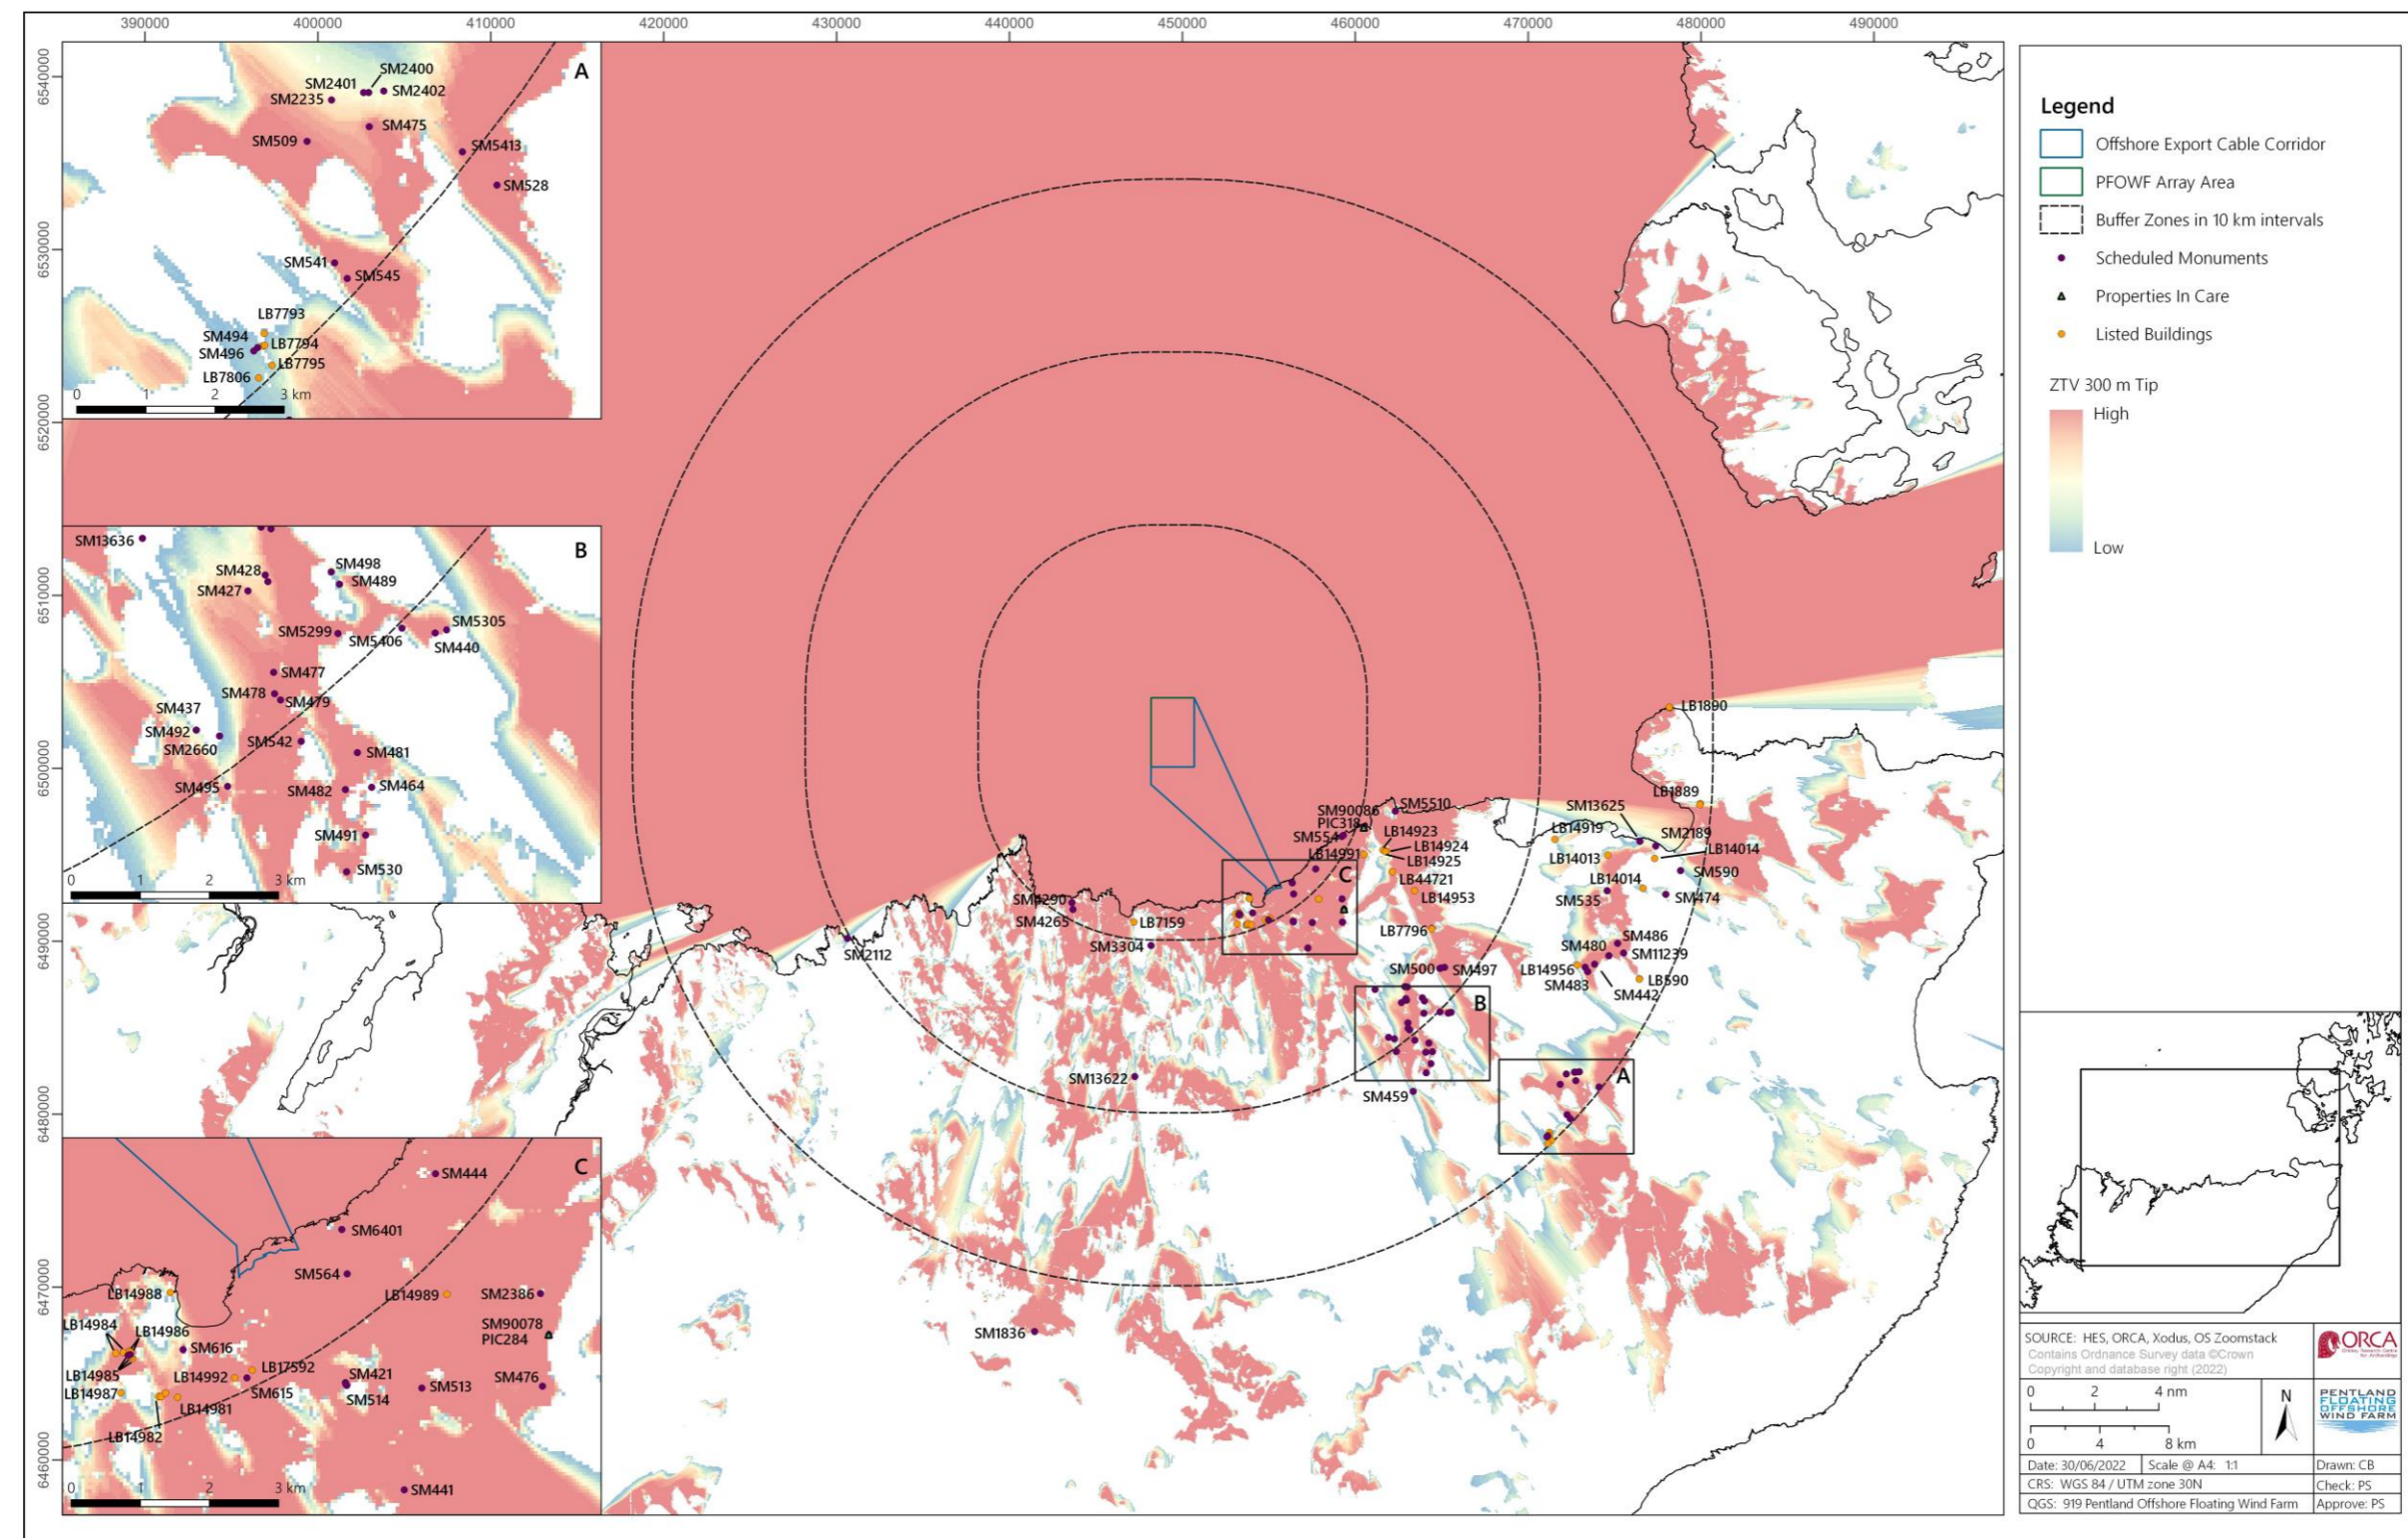 390000 400000 410000 420000 430000 440000 450000 460000 470000 480000 490000
6540000
6530000
6520000
6510000
6500000
6490000
6480000
6470000
6460000
A
SM2400
SM2401
SM2402
SM2235
SM475
SM509
SM5413
SM528
SM541
SM545
LB7793
SM494
LB7794
SM496
LB7795
LB7806
0 1 2 3 km
B
SM13636
SM498
SM428
SM489
SM427
SM5305
SM5299
SM5406
SM440
SM477
SM478
SM479
SM437
SM492
SM542
SM2660
SM481
SM495
SM482
SM464
SM491
SM530
0 1 2 3 km
C
SM444
SM6401
SM564
LB14988
LB14989
SM2386
LB14984
LB14986
SM90078
PIC284
SM616
LB17592
LB14985
LB14992
SM421
SM513
SM476
LB14987
SM615
SM514
LB14981
LB14982
SM441
0 1 2 3 km
LB1890
LB1889
SM90086
SM5510
SM13625
PIC318
SM554
LB14923
LB14919
SM2189
LB14924
LB14991
LB14925
LB14013
LB14014
C
LB44721
LB14014
SM590
LB14953
SM535
SM474
SM4290
SM4265
LB7159
LB7796
SM3304
SM2112
SM486
SM480
SM11239
SM500
SM497
LB14956
SM483
LB590
SM442
B
SM13622
A
SM459
SM1836
Legend
Offshore Export Cable Corridor
PFOWF Array Area
Buffer Zones in 10 km intervals
Scheduled Monuments
Properties In Care
Listed Buildings
ZTV 300 m Tip
High
Low
SOURCE: HES, ORCA, Xodus, OS Zoomstack
Contains Ordnance Survey data ©Crown
Copyright and database right (2022)
ORCA
0 2 4 nm
0 4 8 km
N
PENTLAND
FLOATING
OFFSHORE
WIND FARM
Date: 30/06/2022 Scale @ A4: 1:1 Drawn: CB
CRS: WGS 84 / UTM zone 30N Check: PS
QGS: 919 Pentland Offshore Floating Wind Farm Approve: PS